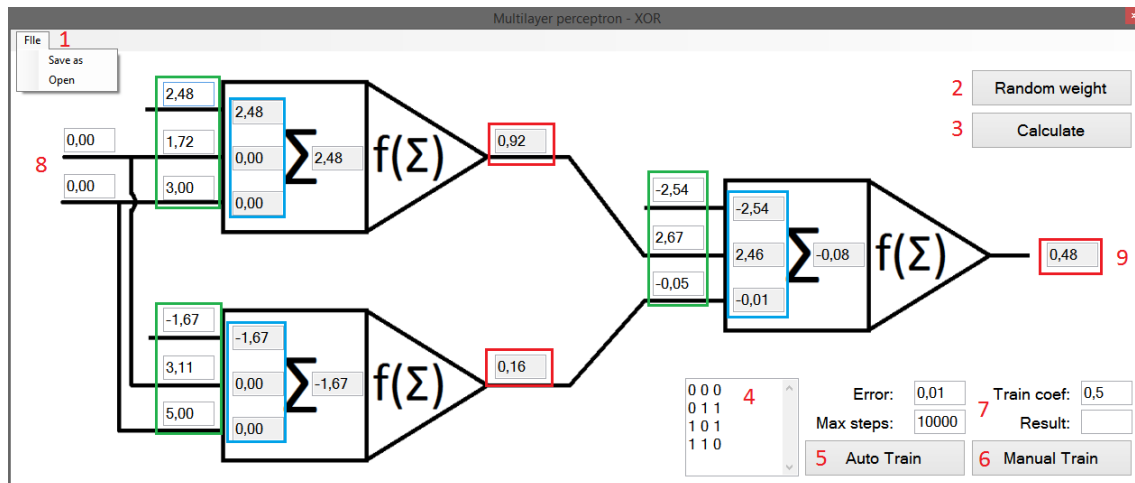 Multilayer perceptron - XOR
x
FIle 1
Save as
Open
2,48
2,48
0,00
1,72
0,00
Σ
2,48
f(Σ)
0,92
8
0,00
3,00
0,00
2 Random weight
3 Calculate
-2,54
-2,54
2,67
2,46
Σ
-0,08
f(Σ)
0,48
9
-0,05
-0,01
-1,67
-1,67
3,11
0,00
Σ
-1,67
f(Σ)
0,16
5,00
0,00
0 0 0
0 1 1
1 0 1
1 1 0
4
Error: 0,01
Train coef: 0,5
7
Max steps: 10000
Result:
5 Auto Train
6 Manual Train